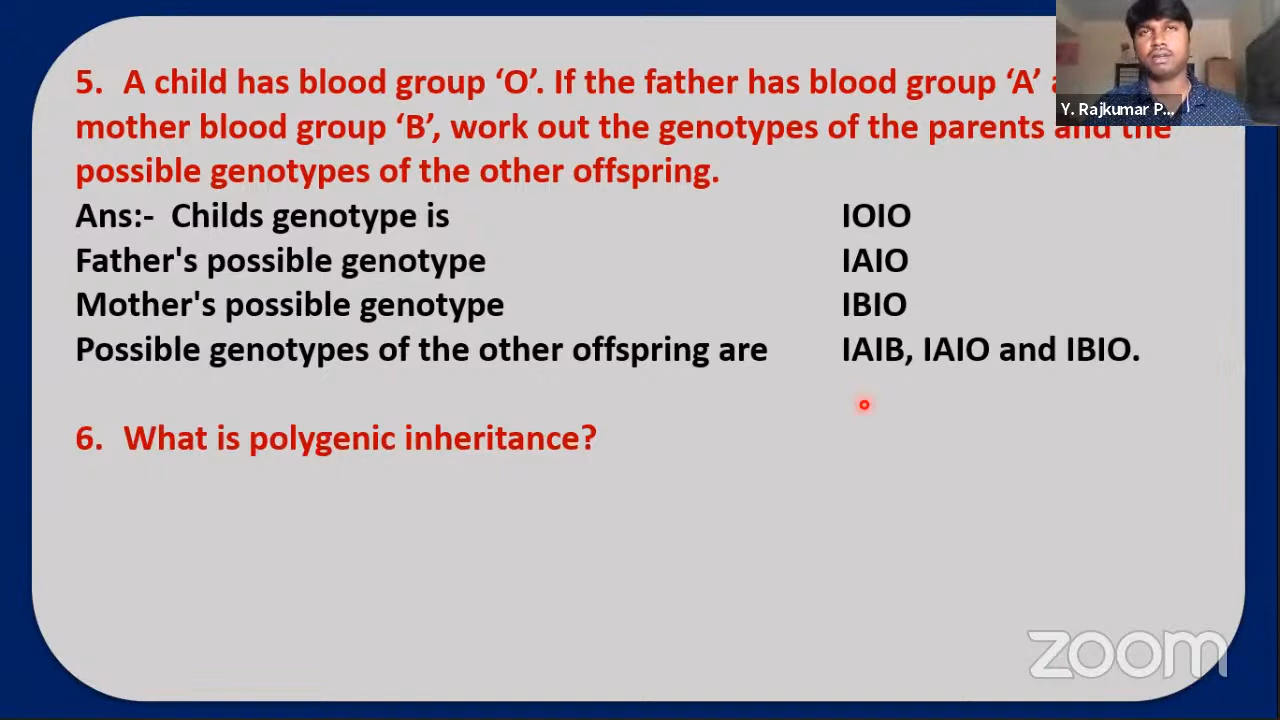 5. A child has blood group ‘O’. If the father has blood group ‘A’
mother blood group ‘B’, work out the genotypes of the parents and the
possible genotypes of the other offspring.
Ans:- Childs genotype is IOIO
Father's possible genotype IAIO
Mother's possible genotype IBIO
Possible genotypes of the other offspring are IAIB, IAIO and IBIO.
6. What is polygenic inheritance?
Y. Rajkumar P...
zoom